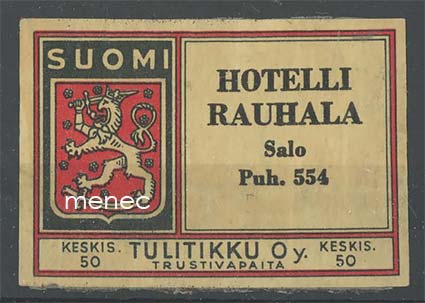 SUOMI
HOTELLI
RAUHALA
Salo
Puh. 554
menec
KESKIS.
50
TULITIKKU Oy.
TRUSTIVAPAITA
KESKIS.
50